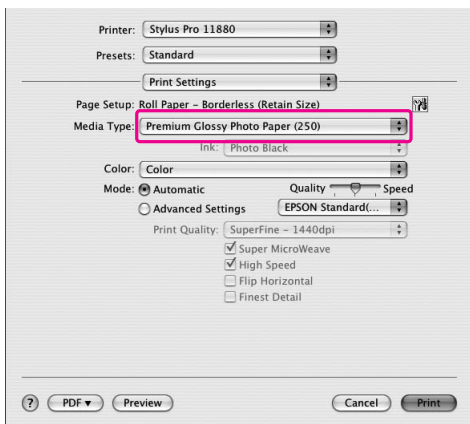 Printer: Stylus Pro 11880
Presets: Standard
Print Settings
Page Setup: Roll Paper - Borderless (Retain Size)
Media Type: Premium Glossy Photo Paper (250)
Ink: Photo Black
Color: Color
Mode: Automatic Quality Speed
Advanced Settings EPSON Standard(...
Print Quality: SuperFine - 1440dpi
Super MicroWeave
High Speed
Flip Horizontal
Finest Detail
? PDF Preview Cancel Print